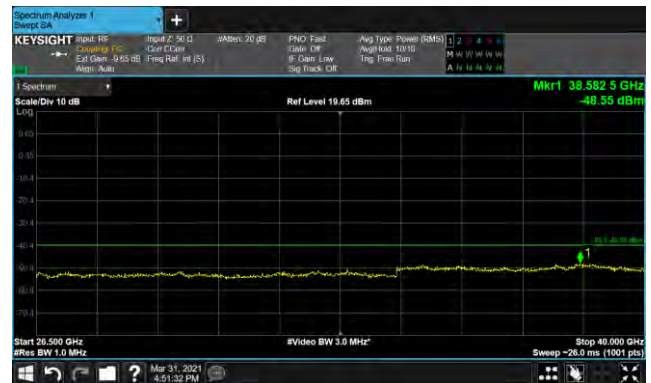 Spectrum Analyzer 1
Swept SA
KEYSIGHT Input: RF Input Z: 50 Ω #Atten: 20 dB PNO: Fast Avg Type: Power (RMS) 1 2 3 4 5 6
Coupling: DC Corr CCorr Gate: Off Avg|Hold: 10/10 M W W W W W
Ext Gain: -9.65 dB Freq Ref: Int (S) IF Gain: Low Trig: Free Run A N N N N N
Align: Auto Sig Track: Off
1 Spectrum Mkr1 38.582 5 GHz
Scale/Div 10 dB Ref Level 19.65 dBm -48.55 dBm
Log
9.65
-10.4
-20.4
-30.4
-40.4
1
-50.4
-60.4
-70.4
Start 26.500 GHz #Video BW 3.0 MHz* Stop 40.000 GHz
#Res BW 1.0 MHz Sweep ~26.0 ms (1001 pts)
? Mar 31, 2021
4:51:32 PM